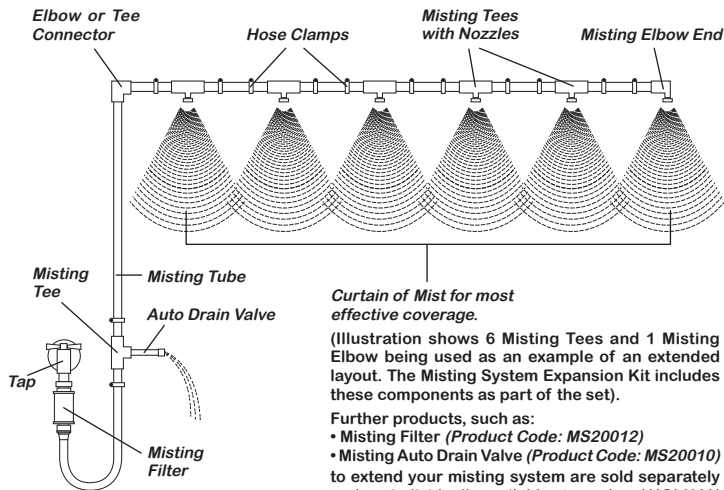 Elbow or Tee
Connector
Hose Clamps
Misting Tees
with Nozzles
Misting Elbow End
Misting
Tee
Misting Tube
Auto Drain Valve
Tap
Misting
Filter
Curtain of Mist for most
effective coverage.
(Illustration shows 6 Misting Tees and 1 Misting
Elbow being used as an example of an extended
layout. The Misting System Expansion Kit includes
these components as part of the set).
Further products, such as:
• Misting Filter (Product Code: MS20012)
• Misting Auto Drain Valve (Product Code: MS20010)
to extend your misting system are sold separately